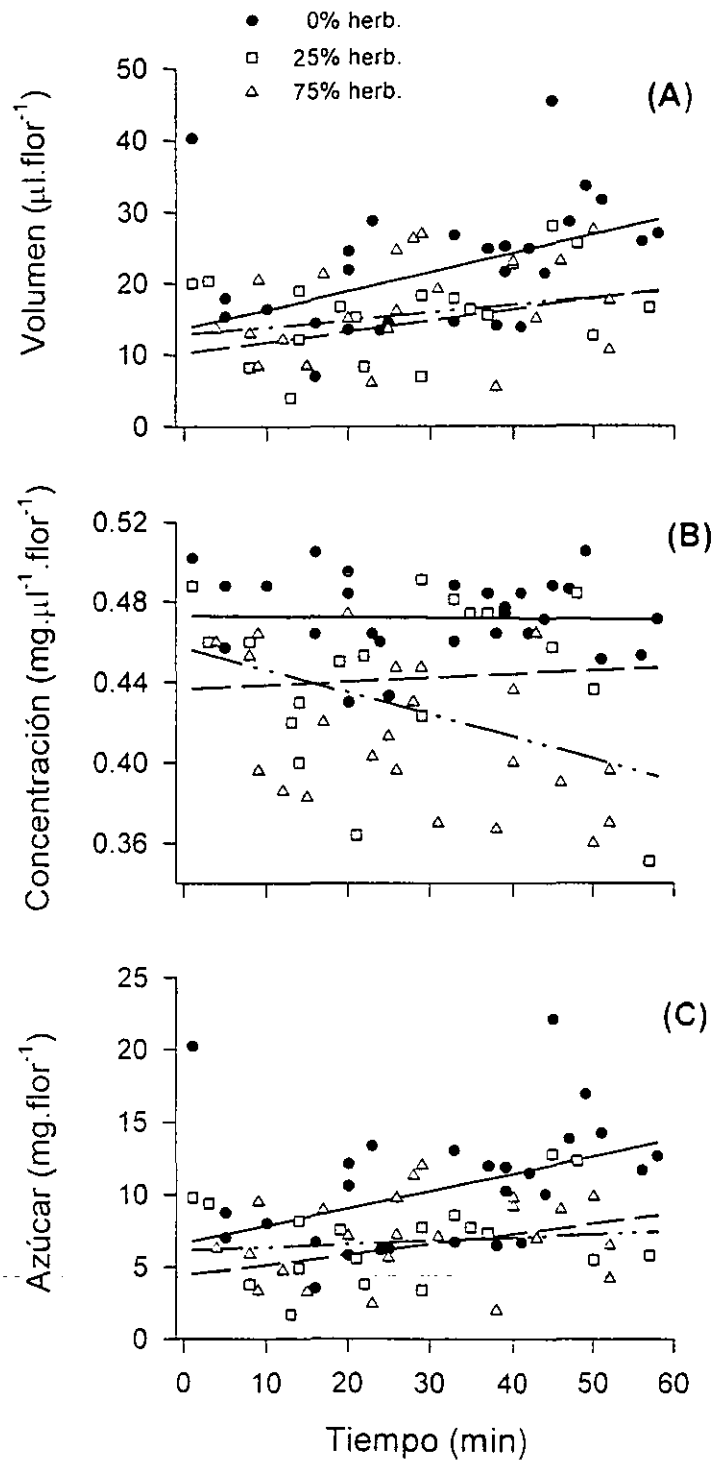 0% herb.
25% herb.
75% herb.
(A)
Volumen (µl.flor⁻¹)
50
40
30
20
10
0
(B)
Concentración (mg.µl⁻¹.flor⁻¹)
0.52
0.48
0.44
0.40
0.36
(C)
Azúcar (mg.flor⁻¹)
25
20
15
10
5
0
0 10 20 30 40 50 60
Tiempo (min)